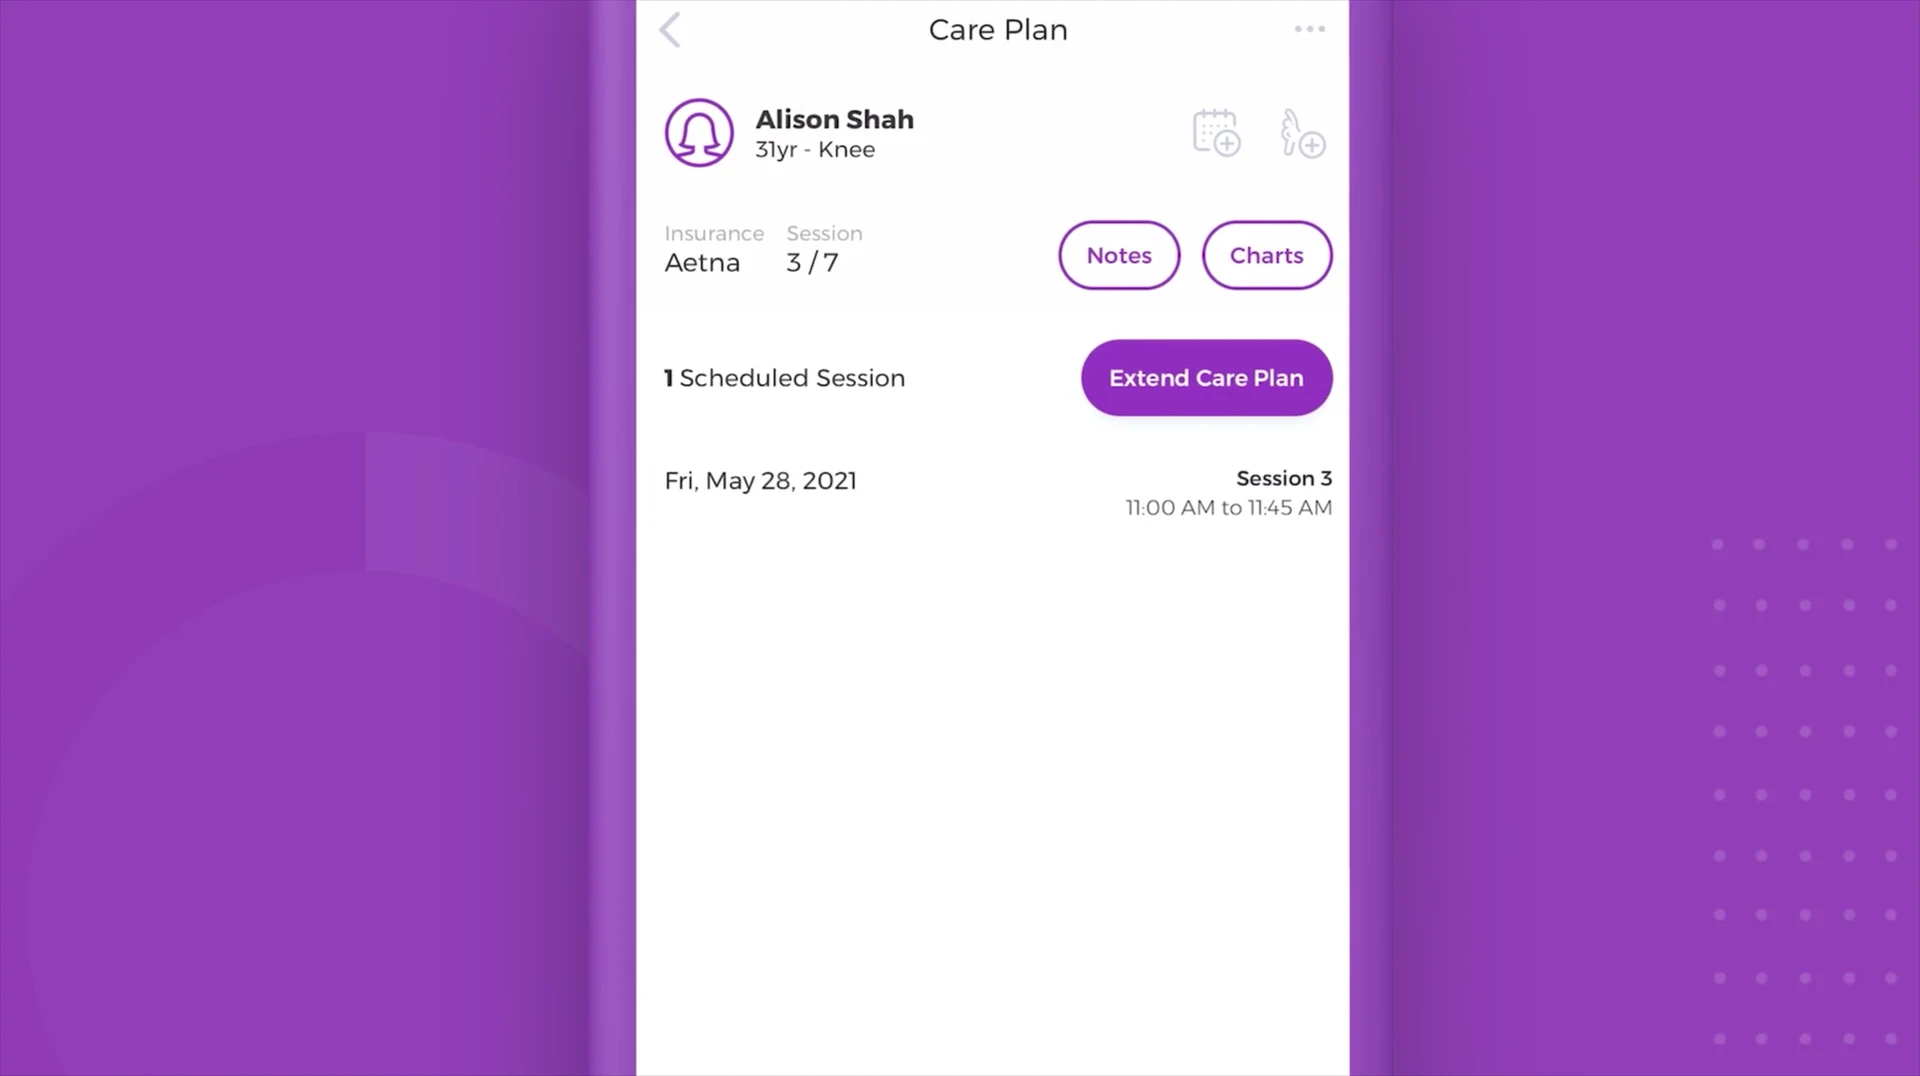 Care Plan
Alison Shah
31yr - Knee
Insurance Session
Aetna 3 / 7
Notes Charts
1 Scheduled Session
Extend Care Plan
Fri, May 28, 2021
Session 3
11:00 AM to 11:45 AM